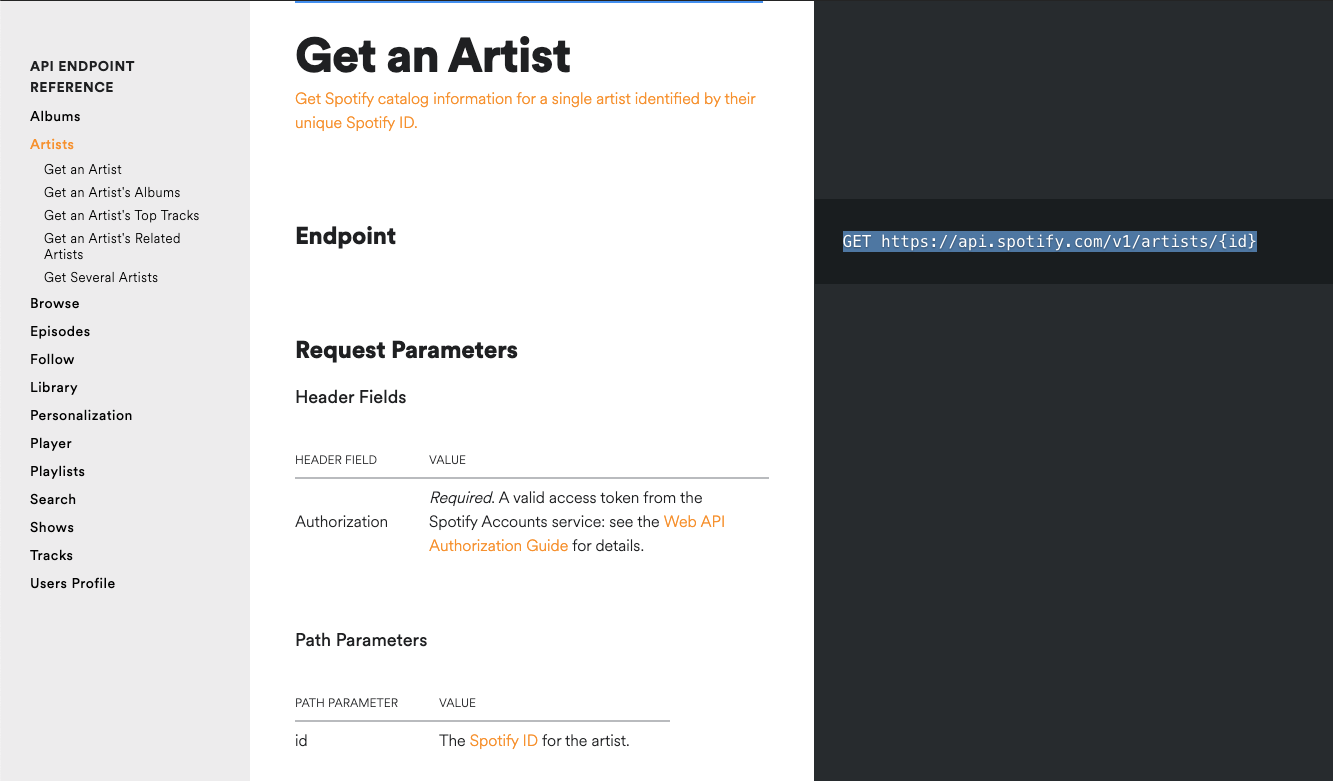 API ENDPOINT
REFERENCE
Albums
Artists
Get an Artist
Get an Artist's Albums
Get an Artist's Top Tracks
Get an Artist's Related
Artists
Get Several Artists
Browse
Episodes
Follow
Library
Personalization
Player
Playlists
Search
Shows
Tracks
Users Profile
Get an Artist
Get Spotify catalog information for a single artist identified by their
unique Spotify ID.
Endpoint
GET https://api.spotify.com/v1/artists/{id}
Request Parameters
Header Fields
HEADER FIELD VALUE
Authorization Required. A valid access token from the
Spotify Accounts service: see the Web API
Authorization Guide for details.
Path Parameters
PATH PARAMETER VALUE
id The Spotify ID for the artist.